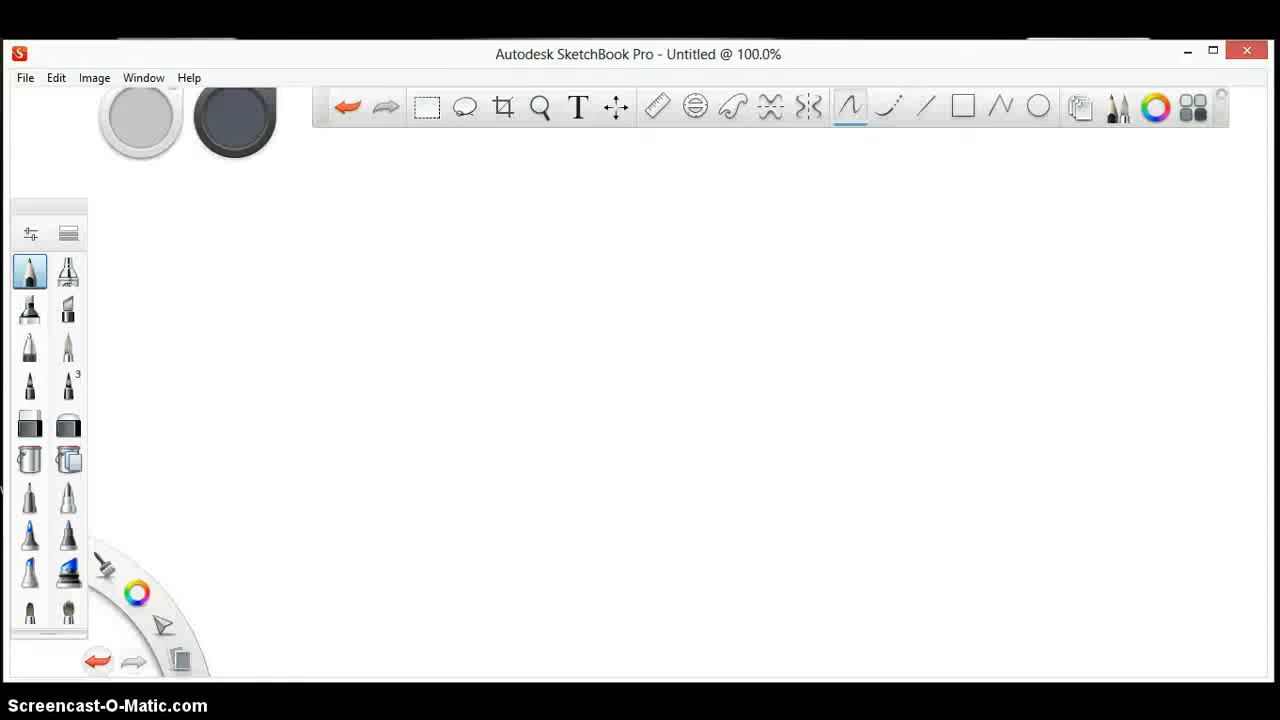 Autodesk SketchBook Pro - Untitled @ 100.0%
File Edit Image Window Help
T
3
Screencast-O-Matic.com